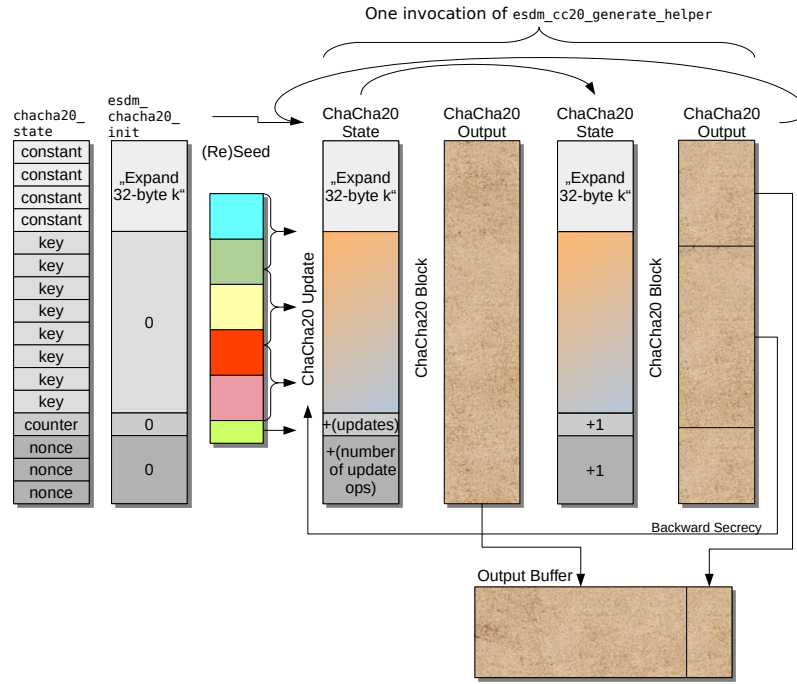 One invocation of esdm_cc20_generate_helper
chacha20_
state
esdm_
chacha20_
init
(Re)Seed
ChaCha20
State
ChaCha20
Output
ChaCha20
State
ChaCha20
Output
constant
constant
constant
constant
key
key
key
key
key
key
key
key
counter
nonce
nonce
nonce
„Expand
32-byte k“
0
0
0
ChaCha20 Update
„Expand
32-byte k“
+(updates)
+(number
of update
ops)
ChaCha20 Block
„Expand
32-byte k“
+1
+1
ChaCha20 Block
Backward Secrecy
Output Buffer